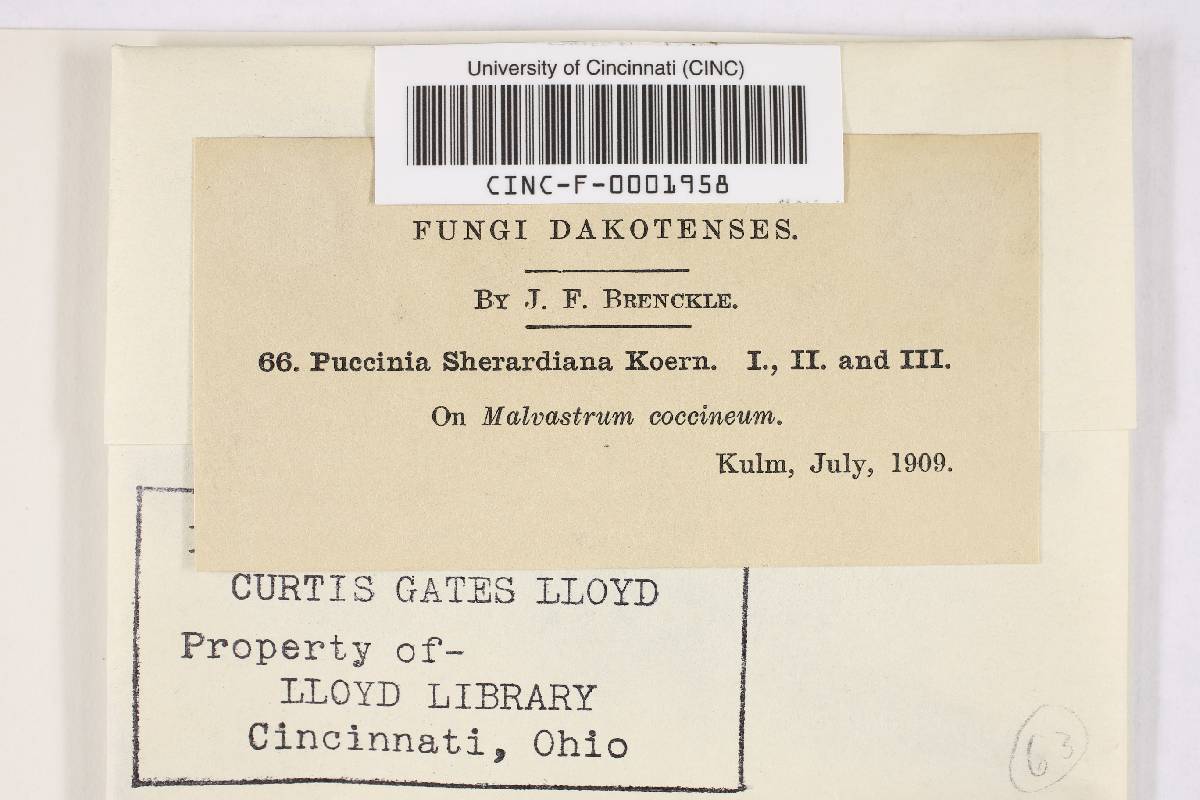 University of Cincinnati (CINC)
CINC-F-0001958
FUNGI DAKOTENSES.
BY J. F. BRENCKLE.
66. Puccinia Sherardiana Koern. I., II. and III.
On Malvastrum coccineum.
Kulm, July, 1909.
CURTIS GATES LLOYD
Property of-
LLOYD LIBRARY
Cincinnati, Ohio
63